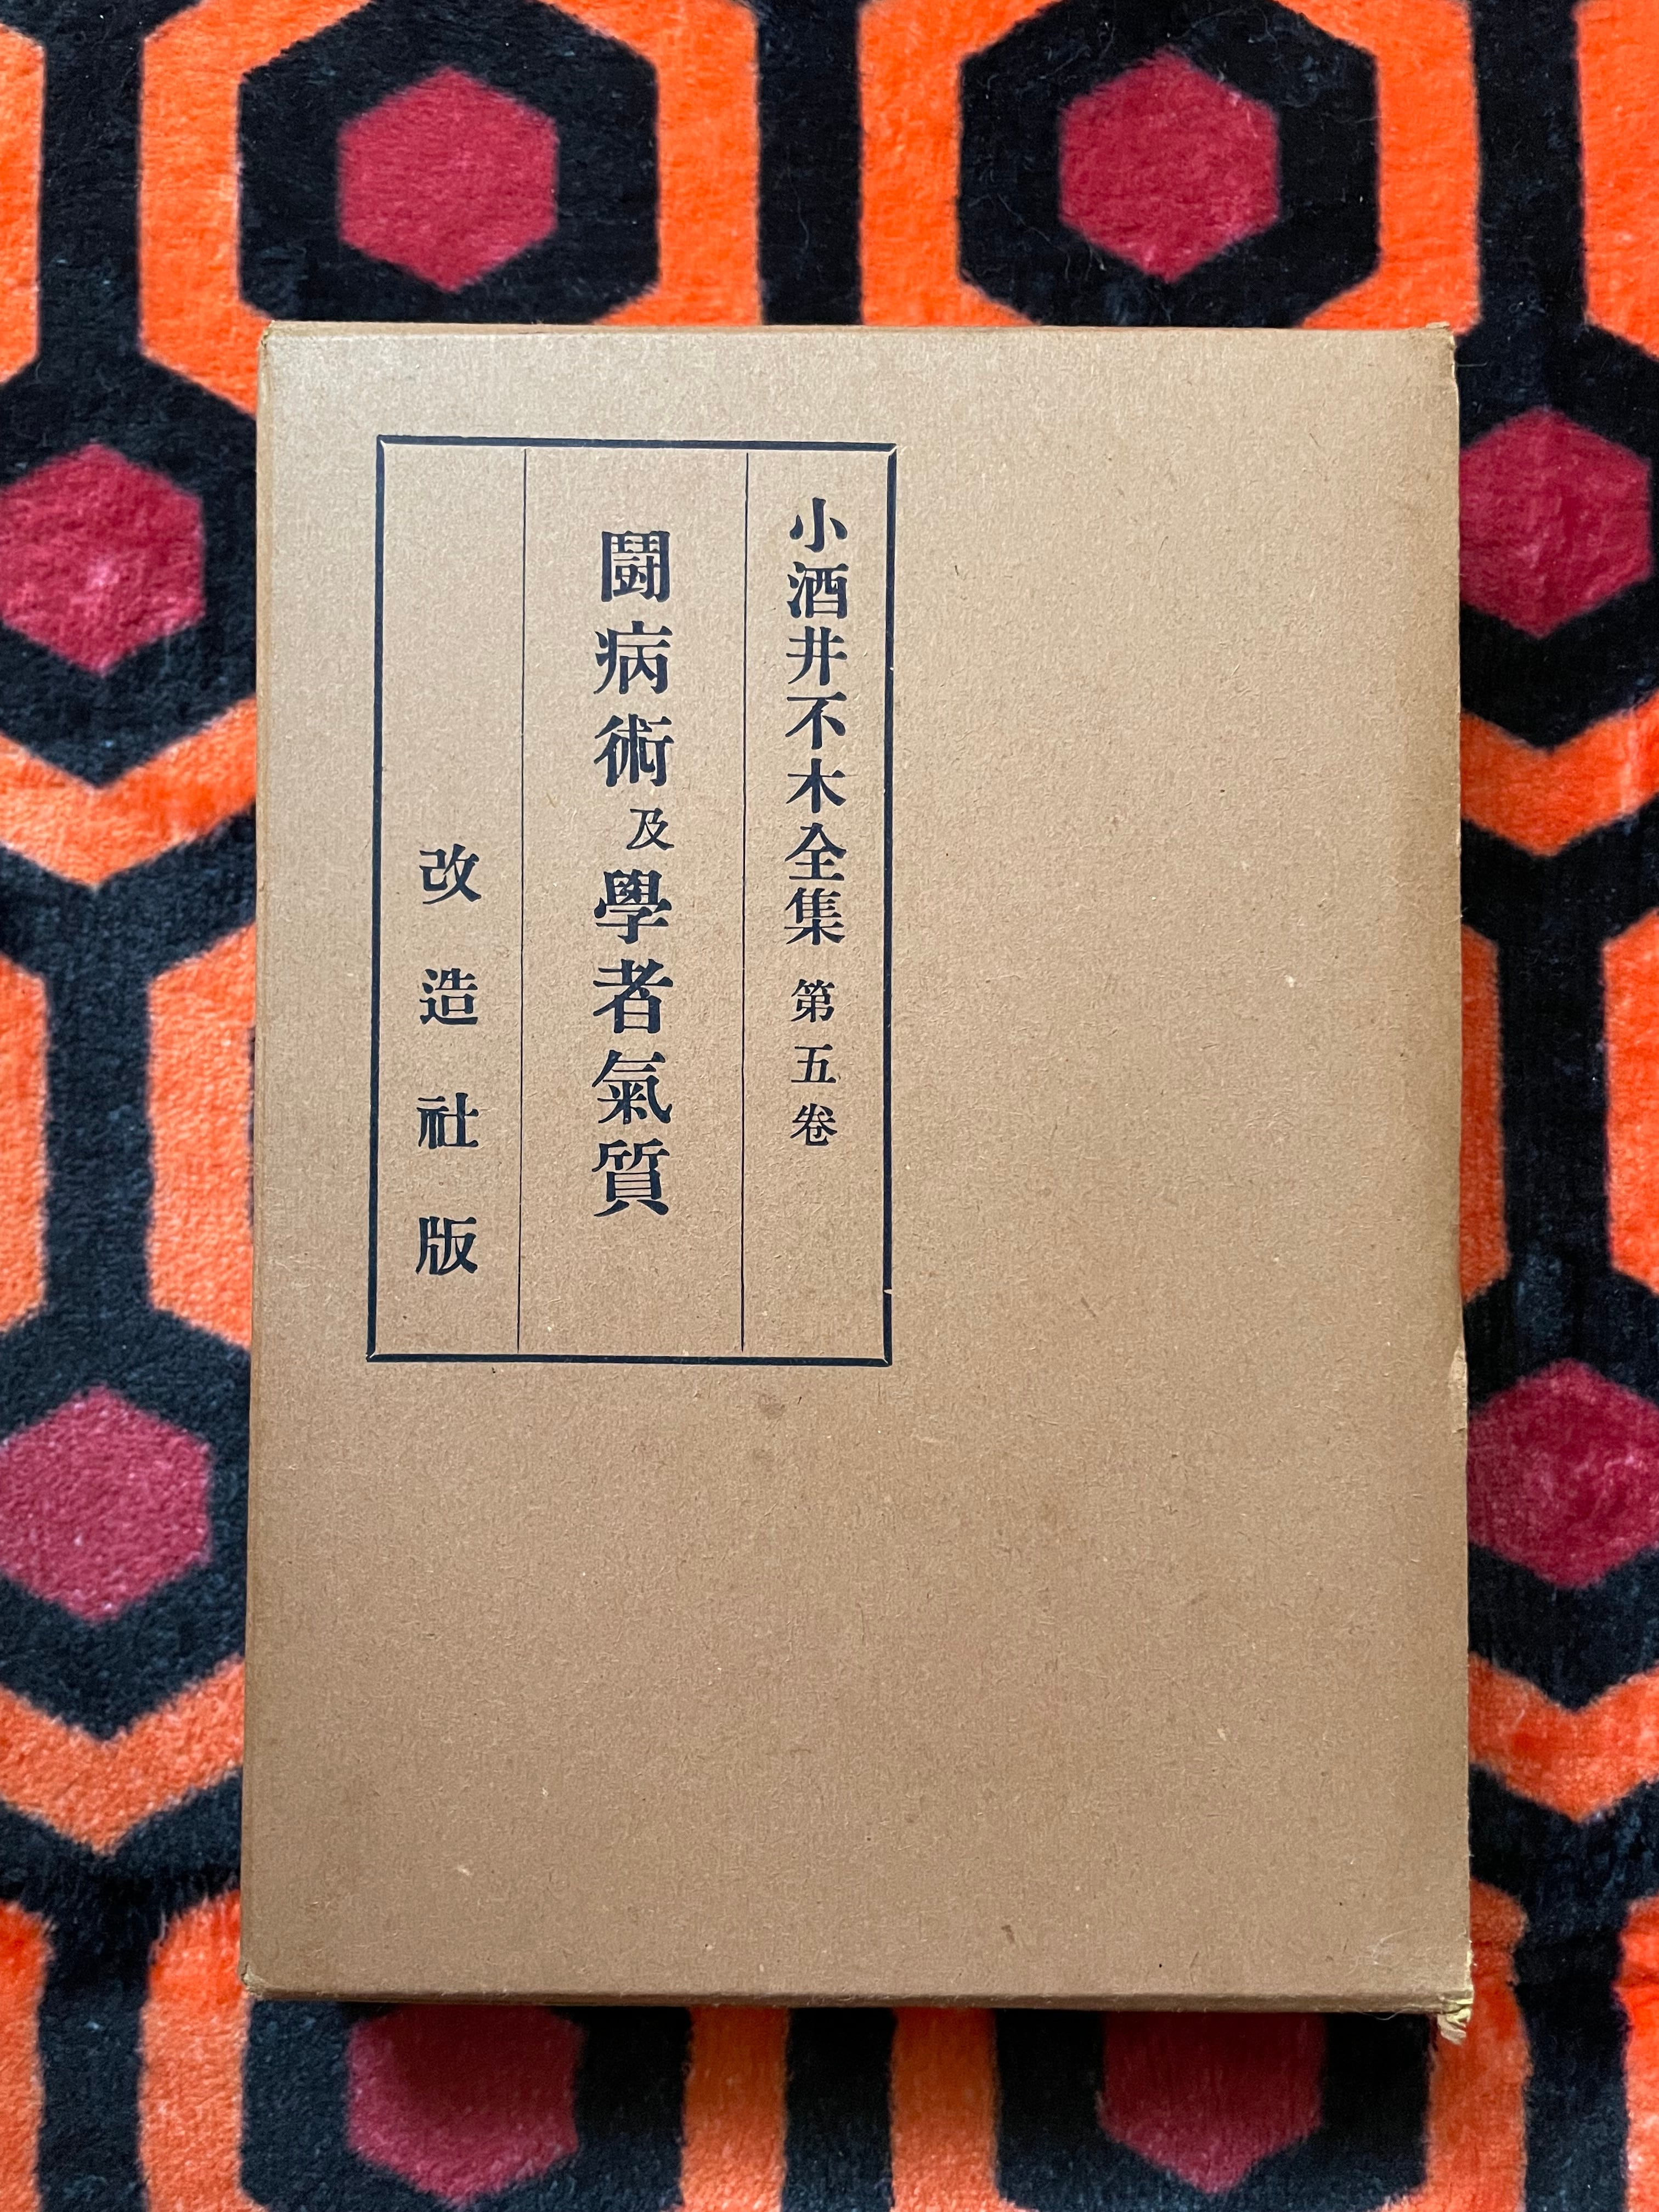 小酒井不木全集 第五卷
鬪病術及學者氣質
改造社版